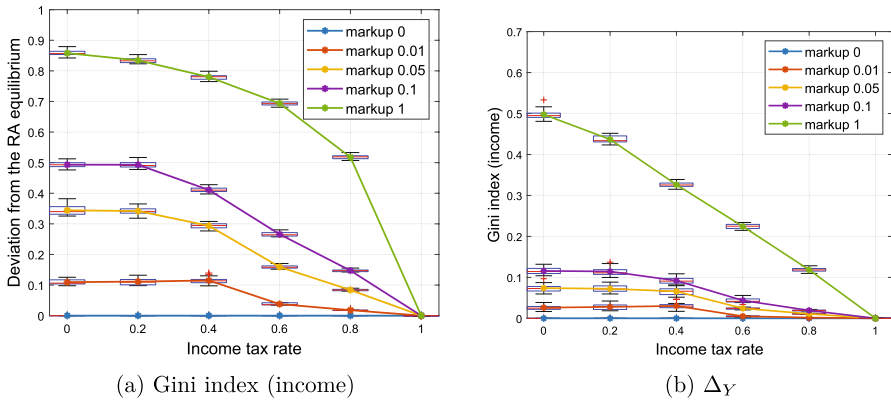 Deviation from the RA equilibrium
1
0.9
0.8
0.7
0.6
0.5
0.4
0.3
0.2
0.1
0
markup 0
markup 0.01
markup 0.05
markup 0.1
markup 1
0 0.2 0.4 0.6 0.8 1
Income tax rate
(a) Gini index (income)
Gini index (income)
0.7
0.6
0.5
0.4
0.3
0.2
0.1
0
markup 0
markup 0.01
markup 0.05
markup 0.1
markup 1
0 0.2 0.4 0.6 0.8 1
Income tax rate
(b) Δ_Y